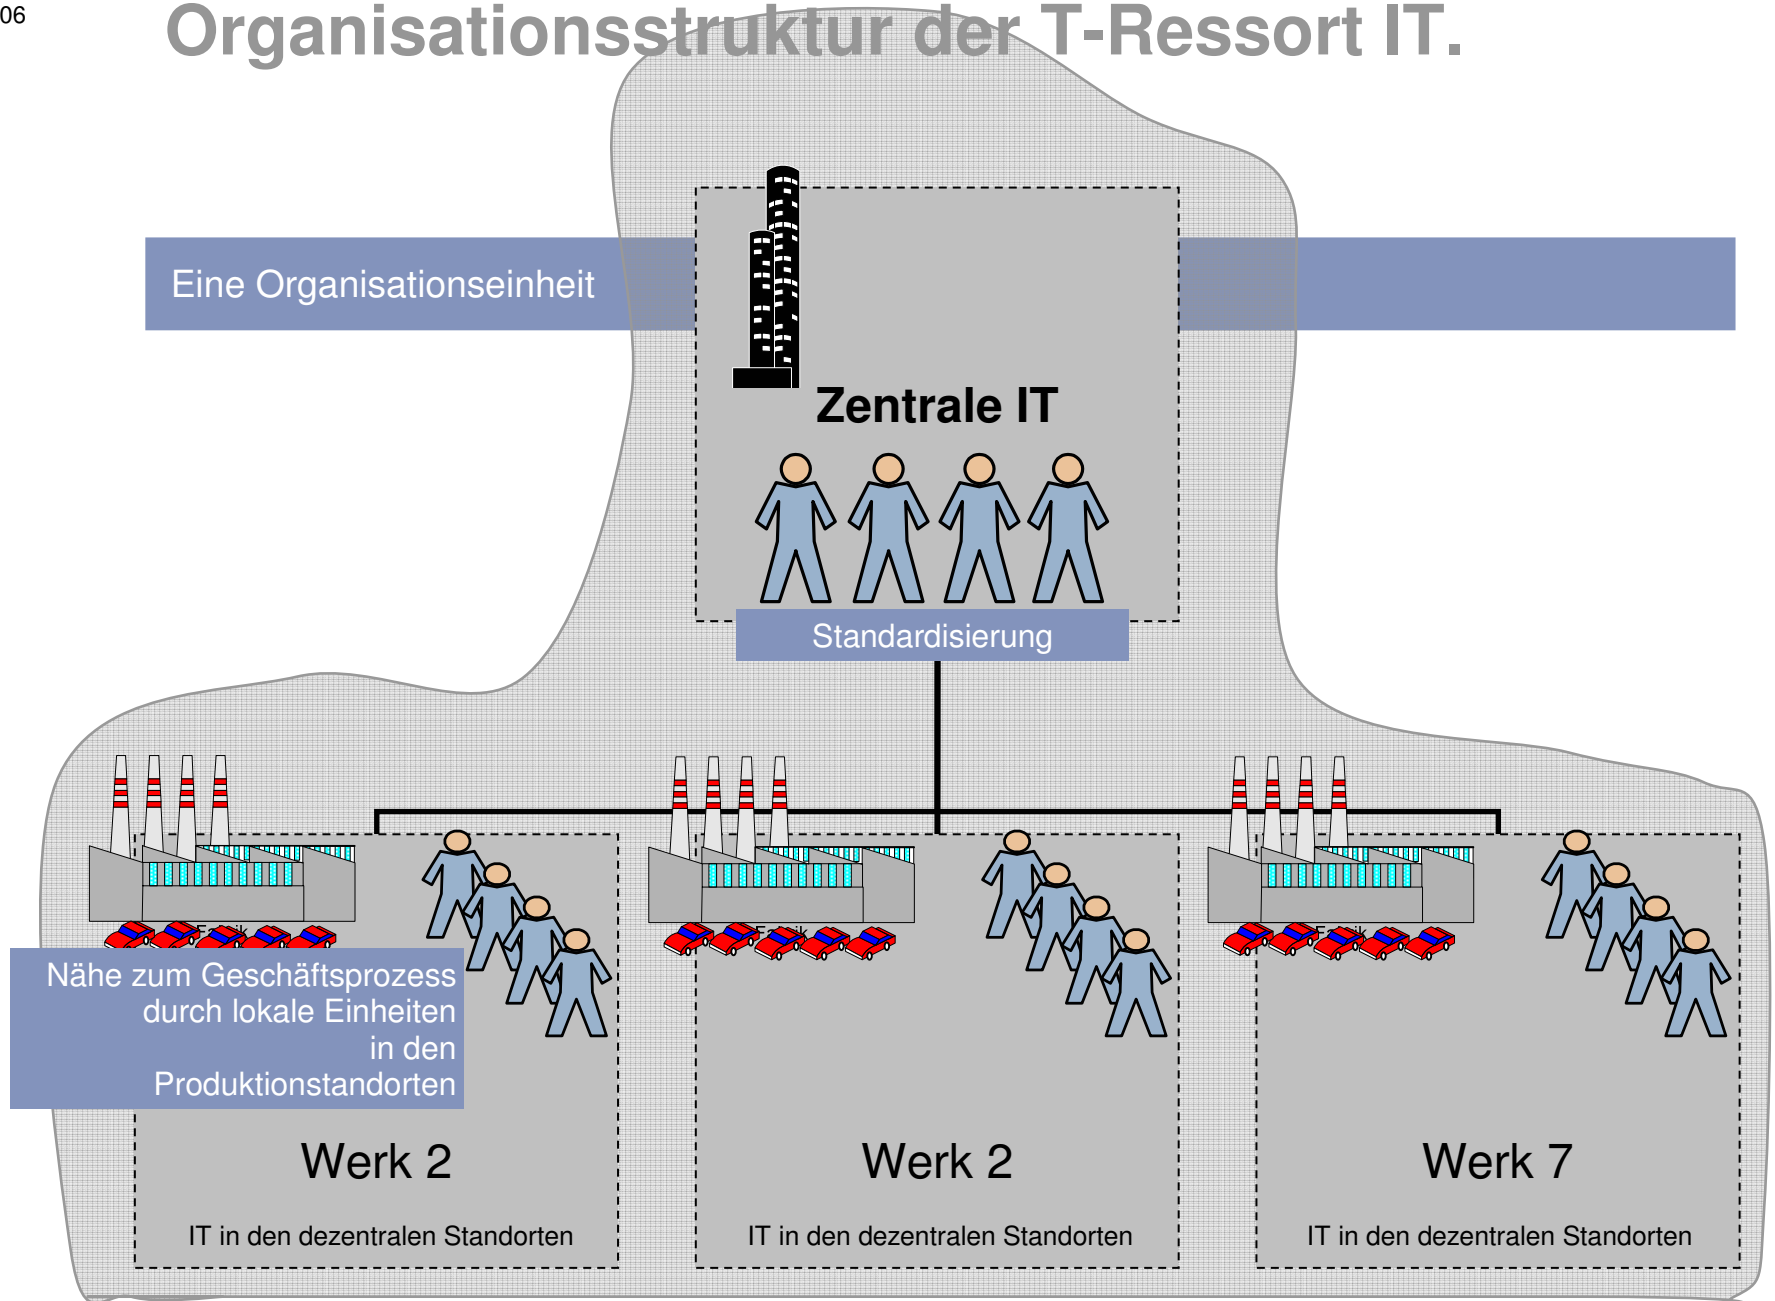 06
Organisationsstruktur der T-Ressort IT.
Eine Organisationseinheit
Zentrale IT
Standardisierung
Nähe zum Geschäftsprozess
durch lokale Einheiten
in den
Produktionstandorten
Werk 2
IT in den dezentralen Standorten
Werk 2
IT in den dezentralen Standorten
Werk 7
IT in den dezentralen Standorten